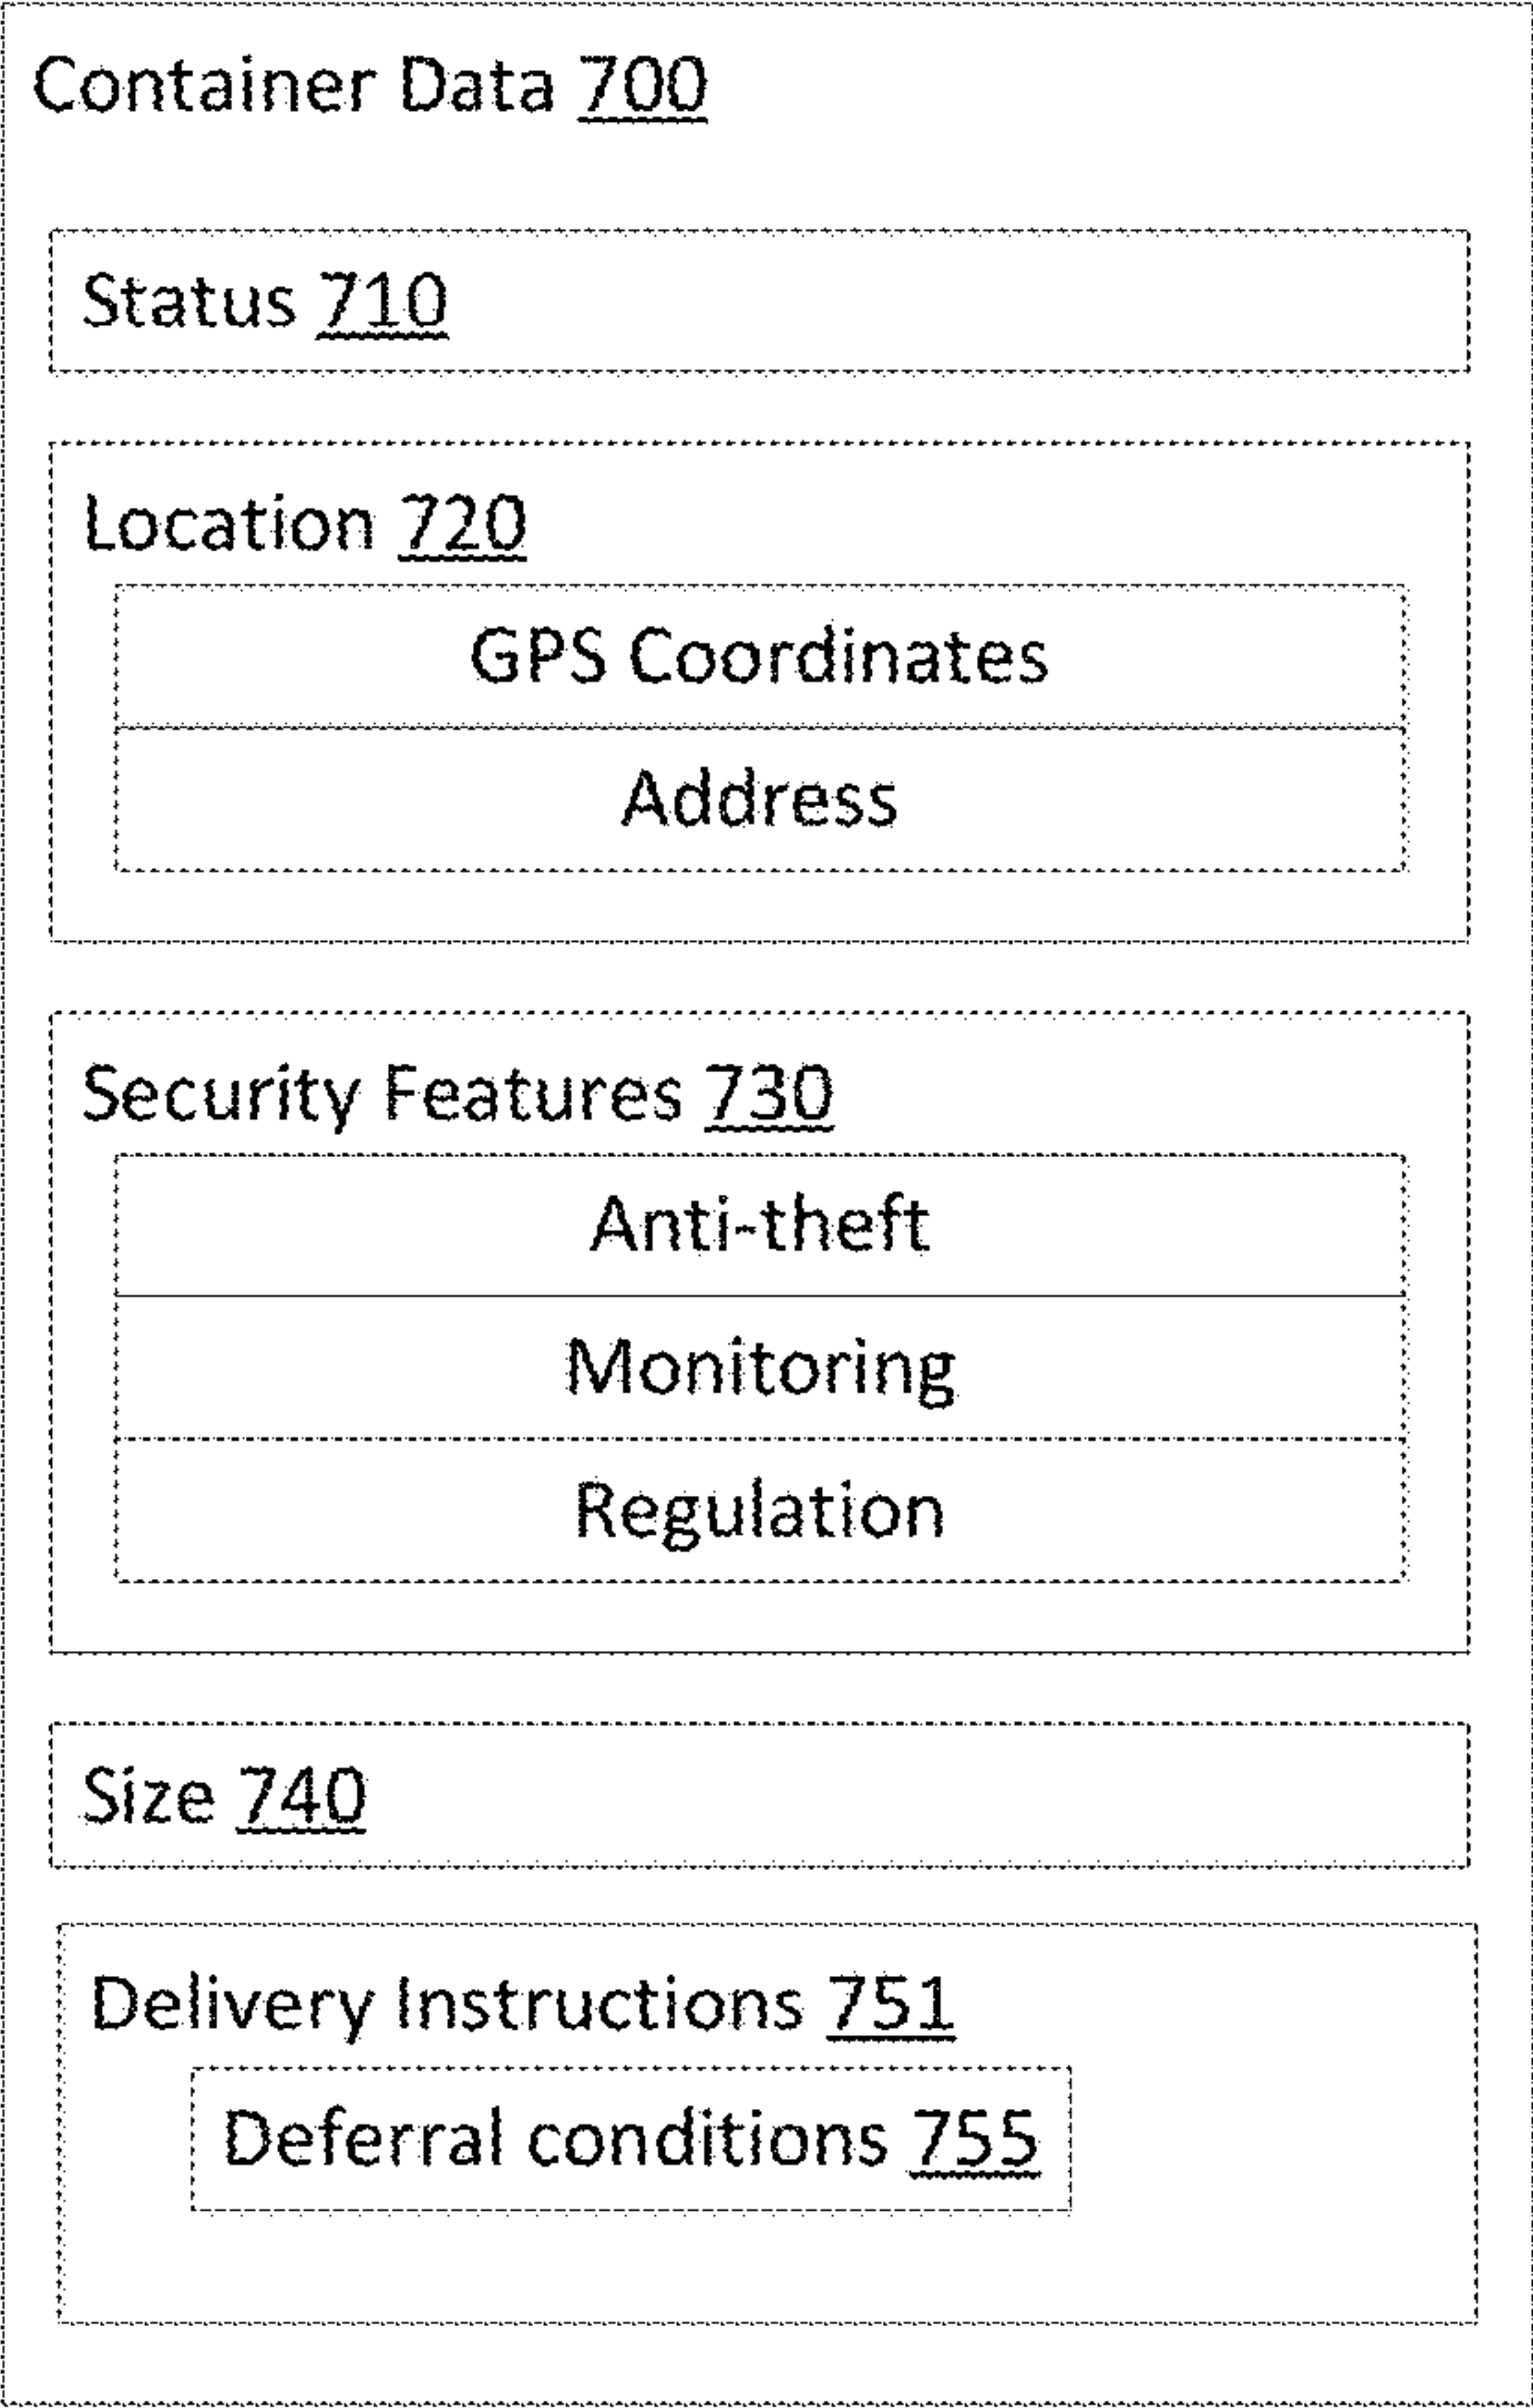 Container Data 700
Status 710
Location 720
GPS Coordinates
Address
Security Features 730
Anti-theft
Monitoring
Regulation
Size 740
Delivery Instructions 751
Deferral conditions 755